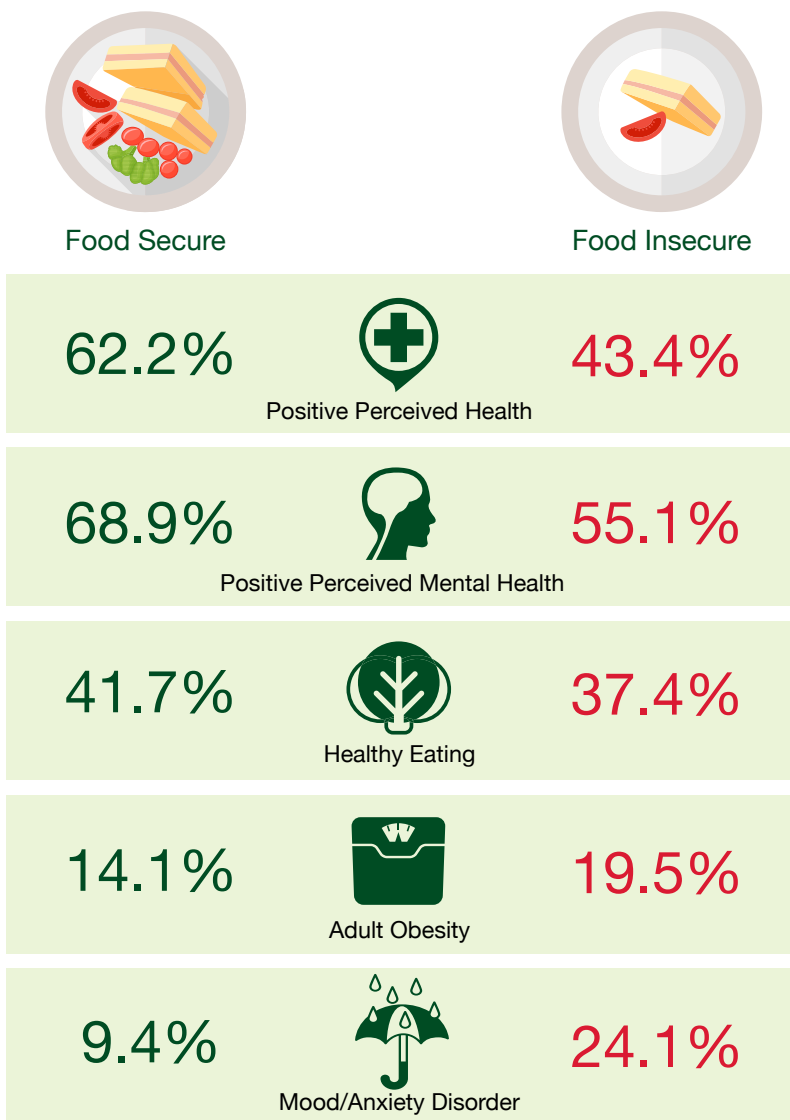 Food Secure
Food Insecure
62.2%
43.4%
Positive Perceived Health
68.9%
55.1%
Positive Perceived Mental Health
41.7%
37.4%
Healthy Eating
14.1%
19.5%
Adult Obesity
9.4%
24.1%
Mood/Anxiety Disorder